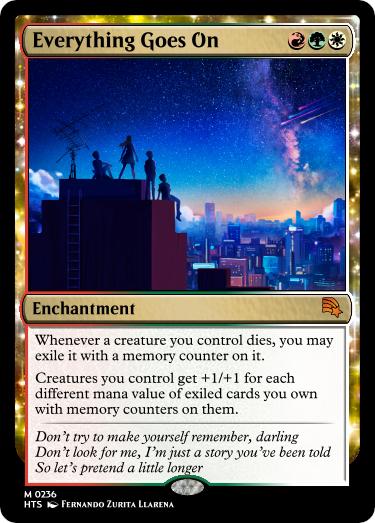 Everything Goes On
Enchantment
Whenever a creature you control dies, you may
exile it with a memory counter on it.
Creatures you control get +1/+1 for each
different mana value of exiled cards you own
with memory counters on them.
Don't try to make yourself remember, darling
Don't look for me, I'm just a story you've been told
So let's pretend a little longer
M 0236
HTS Fernando Zurita Llarena